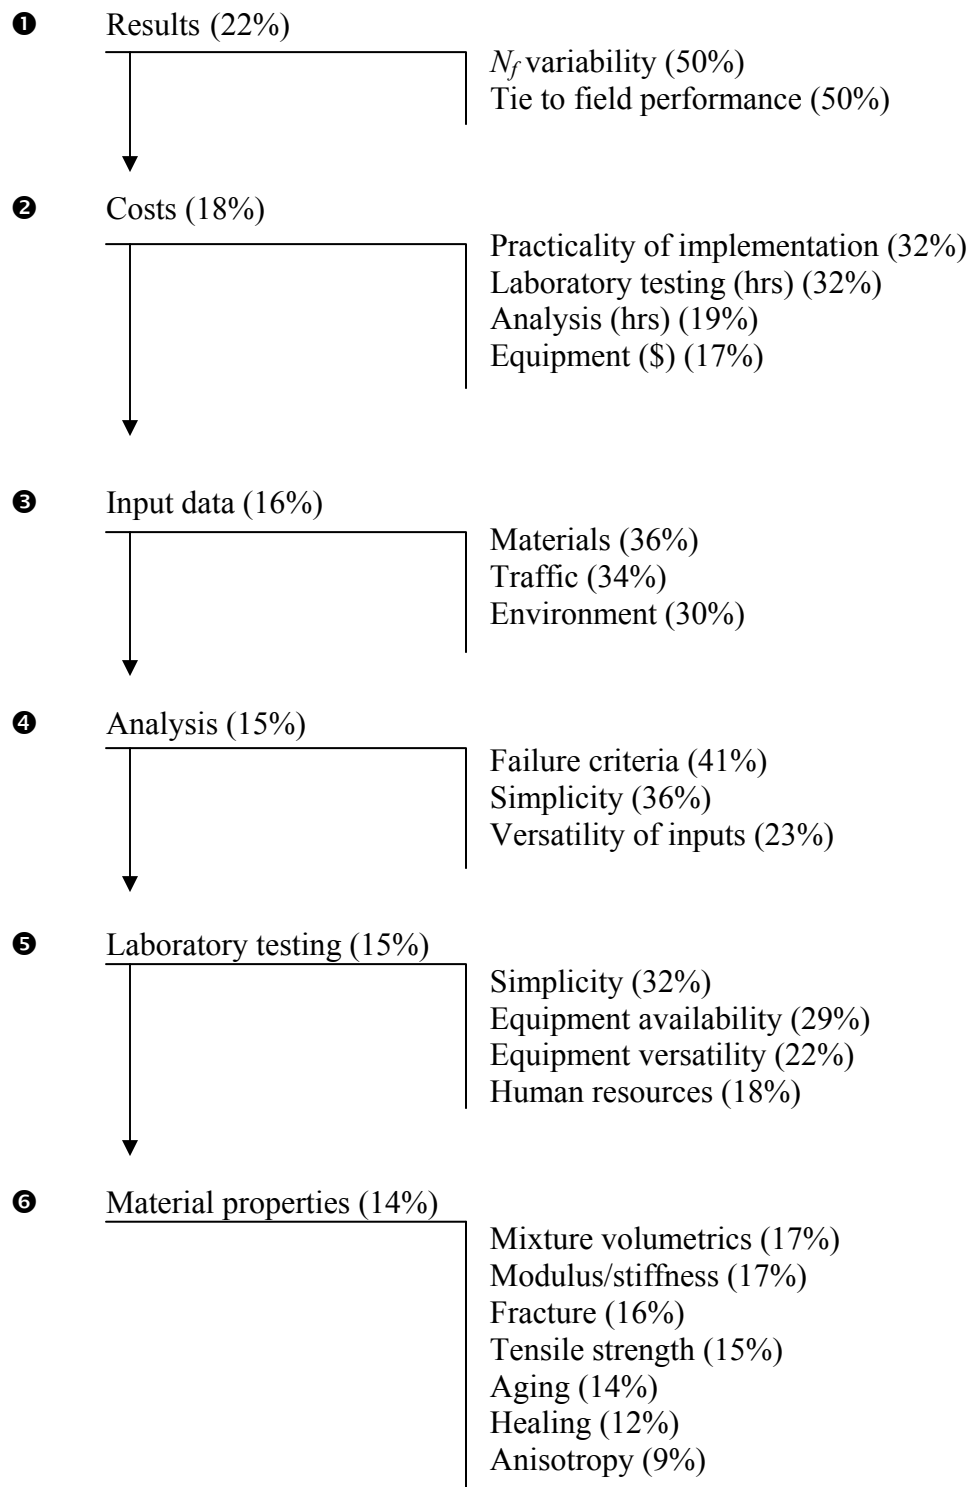 ❶ Results (22%)
N_f variability (50%)
Tie to field performance (50%)
❷ Costs (18%)
Practicality of implementation (32%)
Laboratory testing (hrs) (32%)
Analysis (hrs) (19%)
Equipment ($) (17%)
❸ Input data (16%)
Materials (36%)
Traffic (34%)
Environment (30%)
❹ Analysis (15%)
Failure criteria (41%)
Simplicity (36%)
Versatility of inputs (23%)
❺ Laboratory testing (15%)
Simplicity (32%)
Equipment availability (29%)
Equipment versatility (22%)
Human resources (18%)
❻ Material properties (14%)
Mixture volumetrics (17%)
Modulus/stiffness (17%)
Fracture (16%)
Tensile strength (15%)
Aging (14%)
Healing (12%)
Anisotropy (9%)